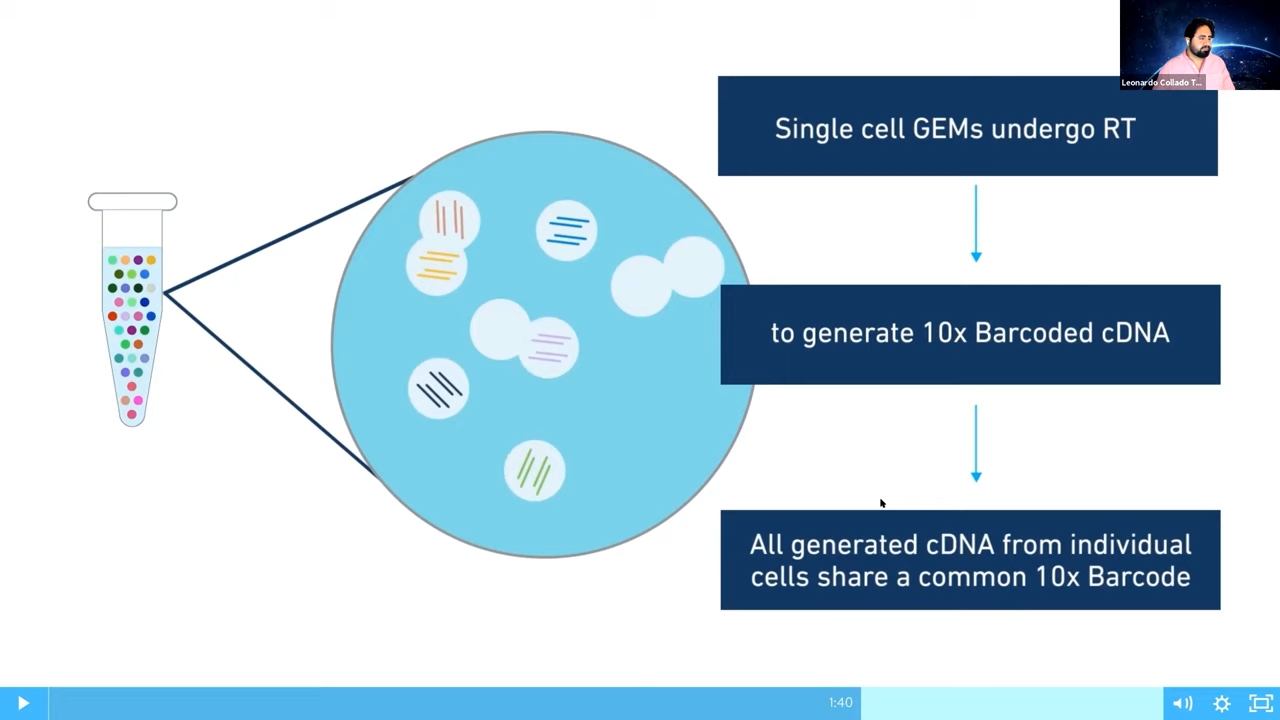 Leonardo Collado T...
Single cell GEMs undergo RT
to generate 10x Barcoded cDNA
All generated cDNA from individual
cells share a common 10x Barcode
1:40